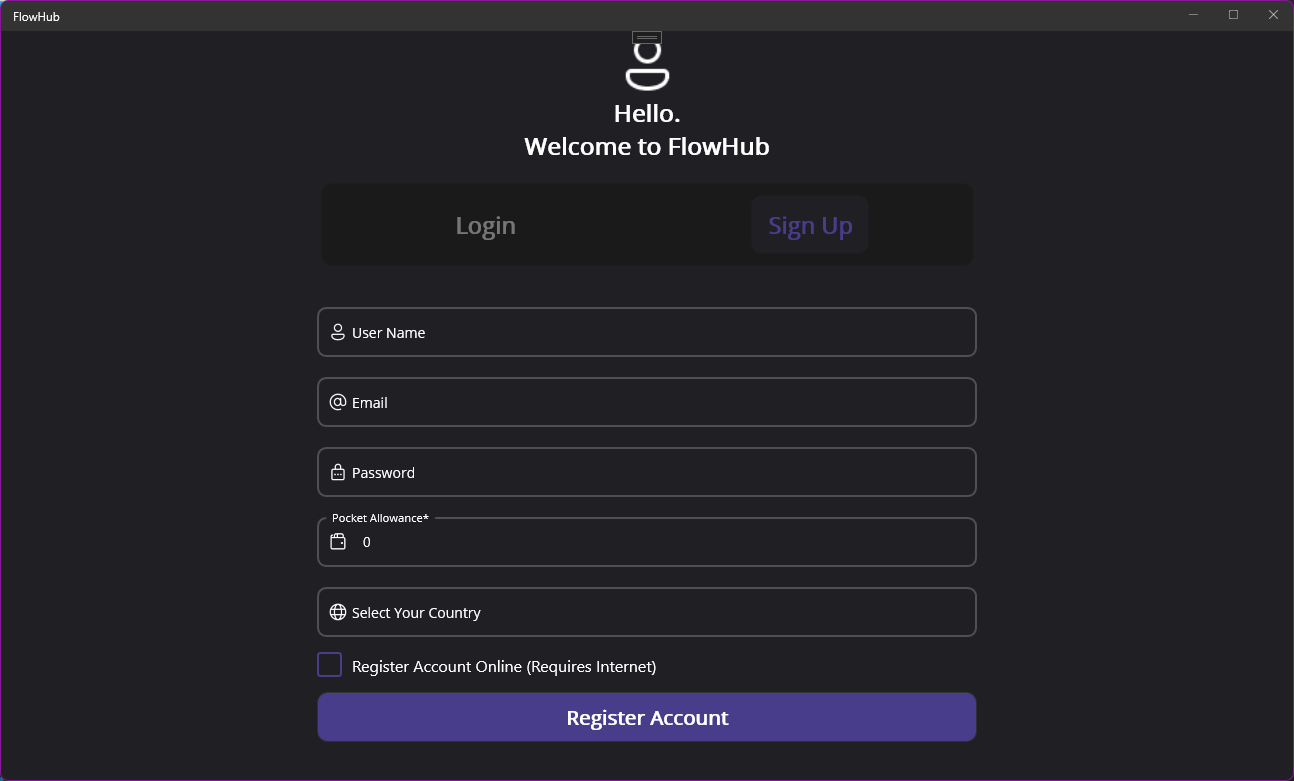 FlowHub
Hello.
Welcome to FlowHub
Login
Sign Up
User Name
Email
Password
Pocket Allowance*
0
Select Your Country
Register Account Online (Requires Internet)
Register Account